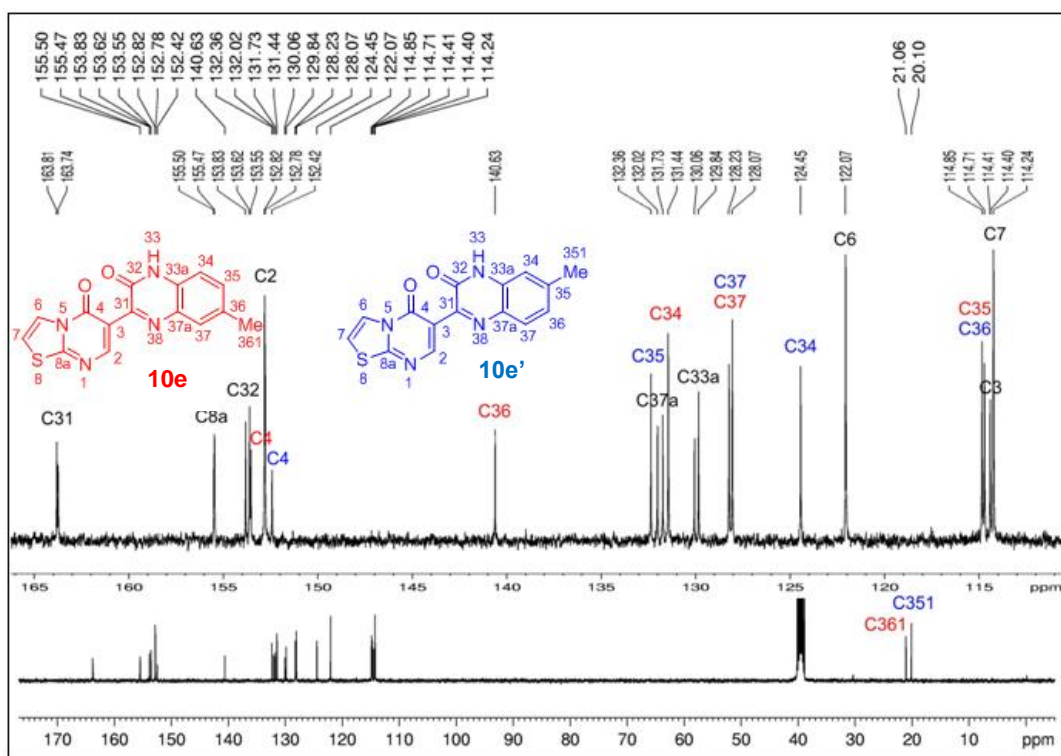 155.50 155.47 153.83 153.62 153.55 152.82 152.78 152.42 140.63 132.36 132.02 131.73 131.44 130.06 129.84 128.23 128.07 124.45 122.07 114.85 114.71 114.41 114.40 114.24
21.06 20.10
163.81 163.74
155.50 155.47 153.83 153.62 153.55 152.82 152.78 152.42
140.63
132.36 132.02 131.73 131.44 130.06 129.84 128.23 128.07
124.45
122.07
114.85 114.71 114.41 114.40 114.24
33
H
N
32
O
33a
34
35
36
Me
361
37
37a
38
N
31
O
4
5
N
6
7
S
8
8a
N
1
2
3
10e
33
H
N
32
O
33a
34
351
Me
35
36
37
37a
38
N
31
O
4
5
N
6
7
S
8
8a
N
1
2
3
10e'
C31
C8a
C32
C4
C2
C4
C36
C35
C37a
C34
C33a
C37
C37
C34
C6
C35
C36
C3
C7
165 160 155 150 145 140 135 130 125 120 115 ppm
C351
C361
170 160 150 140 130 120 110 100 90 80 70 60 50 40 30 20 10 ppm